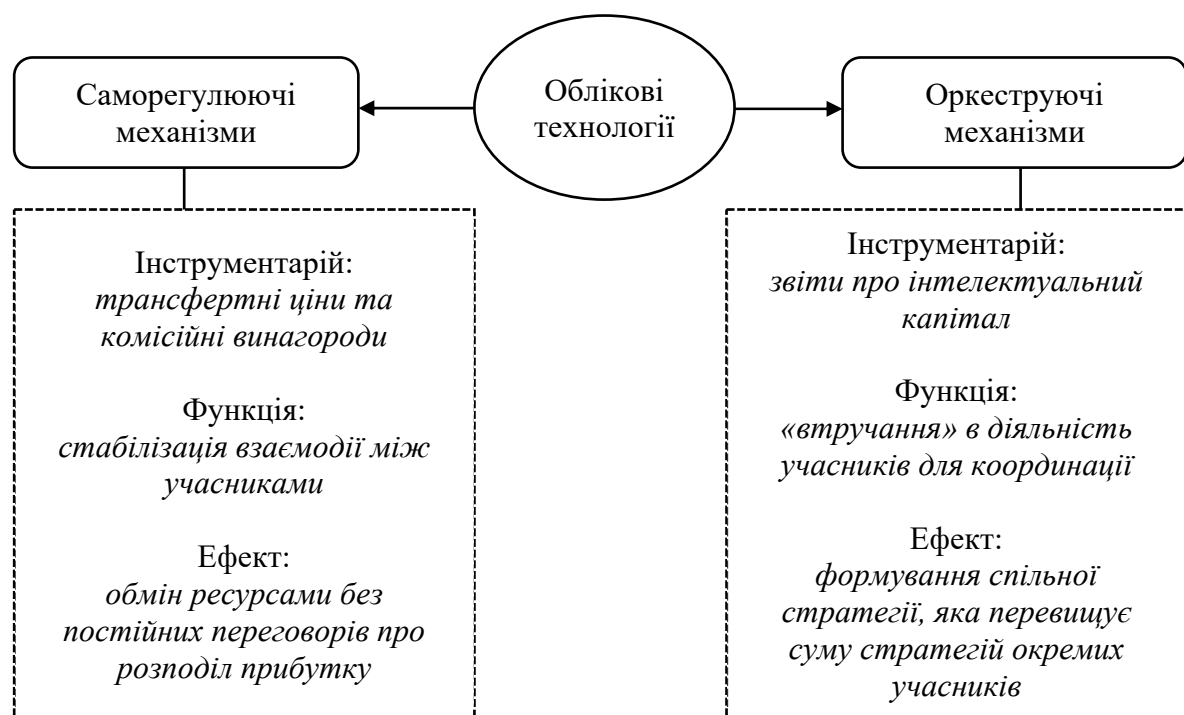 Облікові
технології
Саморегулюючі
механізми
Інструментарій:
трансфертні ціни та
комісійні винагороди
Функція:
стабілізація взаємодії між
учасниками
Ефект:
обмін ресурсами без
постійних переговорів про
розподіл прибутку
Оркеструючі
механізми
Інструментарій:
звіти про інтелектуальний
капітал
Функція:
«втручання» в діяльність
учасників для координації
Ефект:
формування спільної
стратегії, яка перевищує
суму стратегій окремих
учасників